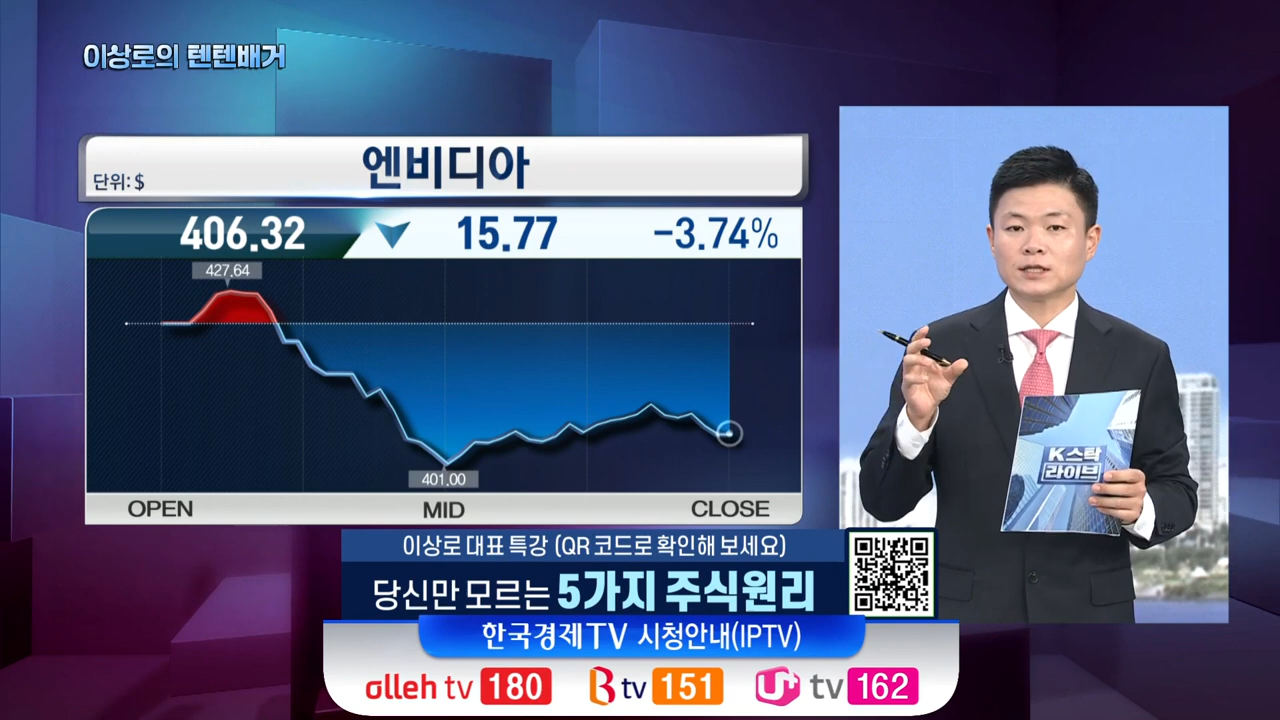 이상로의 텐텐배거
엔비디아
단위: $
406.32 15.77 -3.74%
427.64
401.00
OPEN MID CLOSE
K스탁
라이브
이상로 대표 특강 (QR 코드로 확인해 보세요)
당신만 모르는 5가지 주식원리
한국경제TV 시청안내(IPTV)
olleh tv 180 B tv 151 U+ tv 162